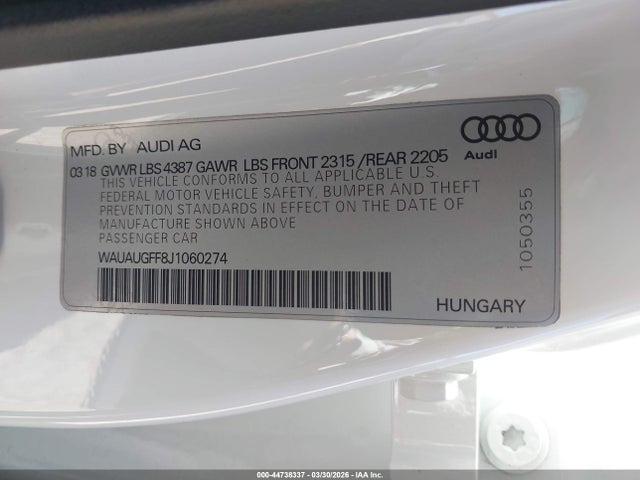 MFD. BY AUDI AG
0318 GVWR LBS 4387 GAWR LBS FRONT 2315 /REAR 2205
THIS VEHICLE CONFORMS TO ALL APPLICABLE U.S.
FEDERAL MOTOR VEHICLE SAFETY, BUMPER AND THEFT
PREVENTION STANDARDS IN EFFECT ON THE DATE OF
MANUFACTURE SHOWN ABOVE
PASSENGER CAR
WAUAUGFF8J1060274
Audi
1050355
HUNGARY
000-44738337 - 03/30/2026 - IAA Inc.